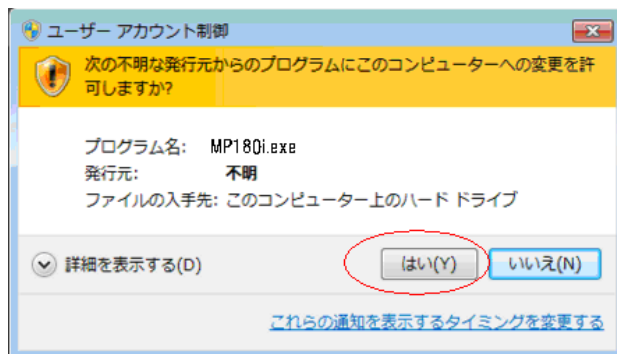 ユーザー アカウント制御
次の不明な発行元からのプログラムにこのコンピューターへの変更を許
可しますか?
プログラム名: MP180i.exe
発行元: 不明
ファイルの入手先: このコンピューター上のハード ドライブ
詳細を表示する(D) はい(Y) いいえ(N)
これらの通知を表示するタイミングを変更する